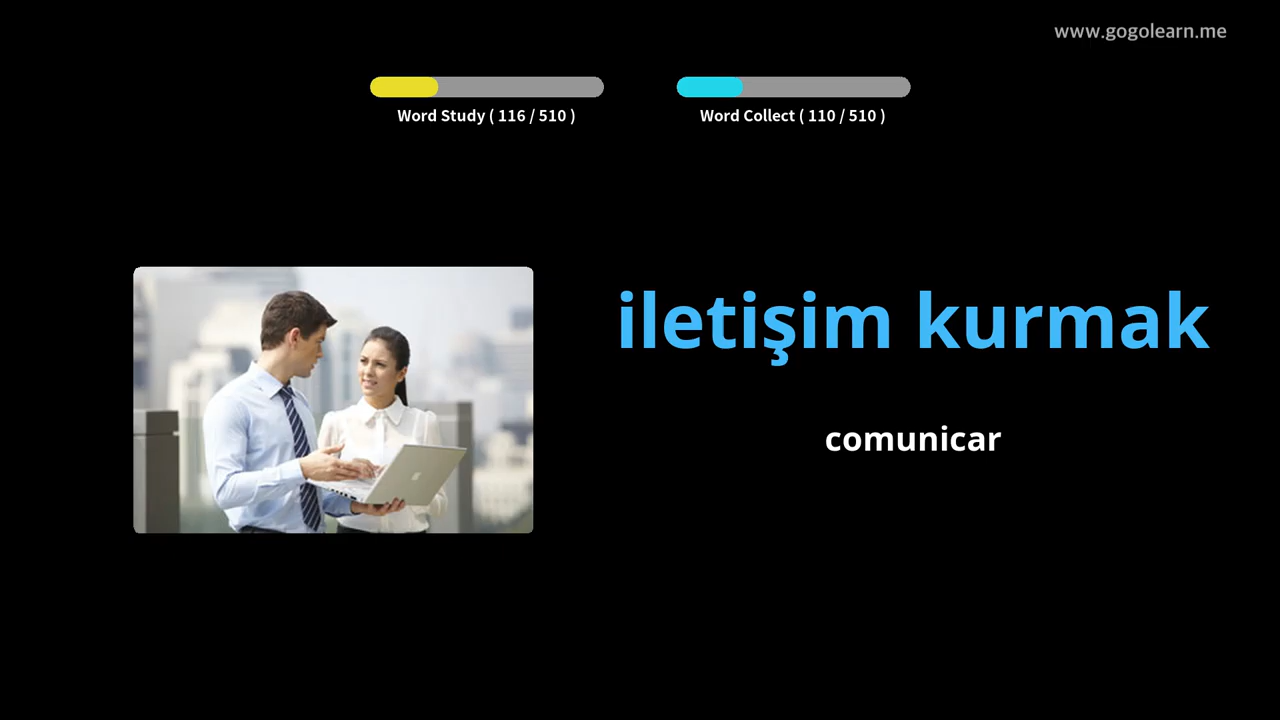 www.gogolearn.me
Word Study ( 116 / 510 )
Word Collect ( 110 / 510 )
iletişim kurmak
comunicar